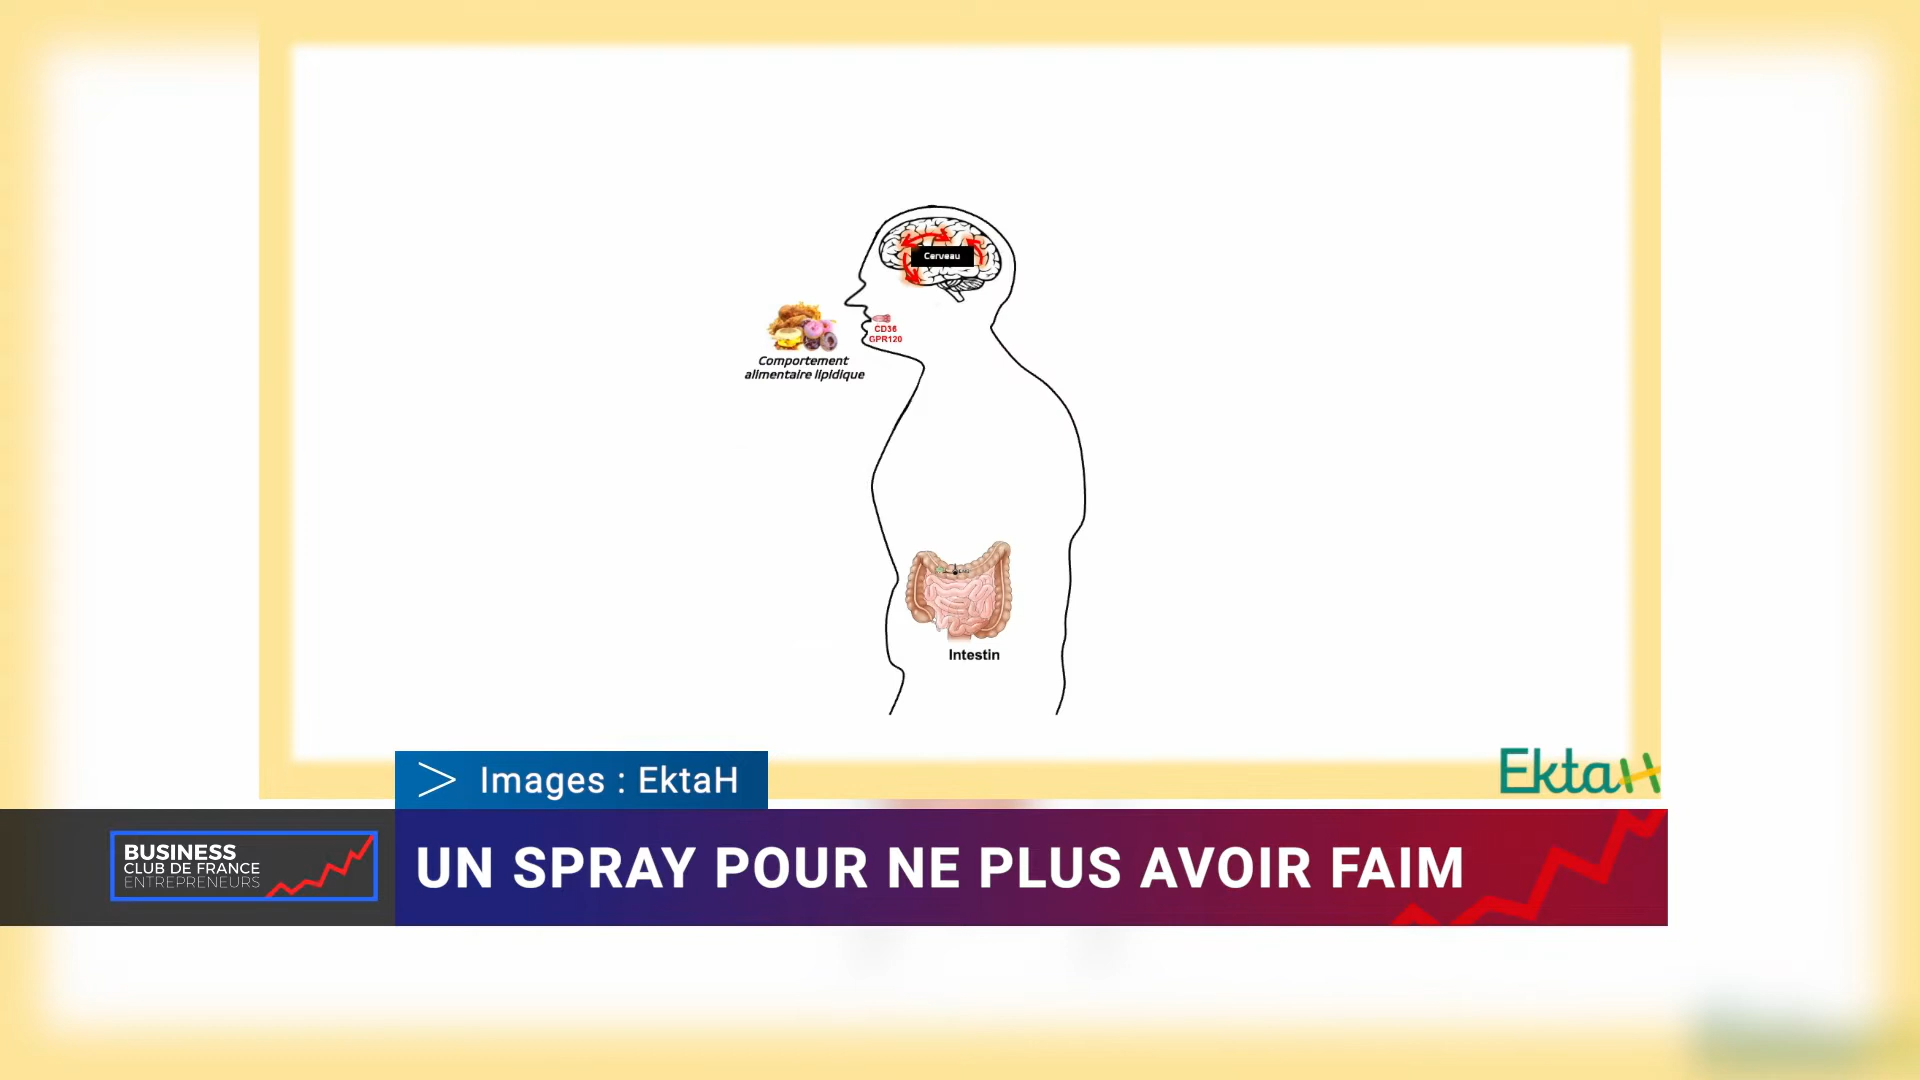 Cerveau
CD36
GPR120
Comportement
alimentaire lipidique
Intestin
Images : EktaH
EktaH
BUSINESS
CLUB DE FRANCE
ENTREPRENEURS
UN SPRAY POUR NE PLUS AVOIR FAIM